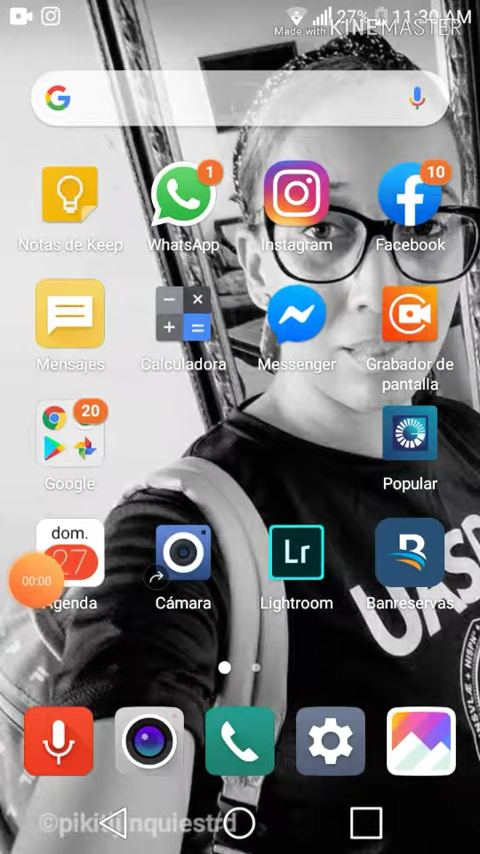 27% 11:30 AM
Made with KINEMASTER
1
10
Notas de Keep WhatsApp Instagram Facebook
Mensajes Calculadora Messenger Grabador de
pantalla
20
Google Popular
dom.
27
Lr
B
00:00
Agenda Cámara Lightroom Banreservas
UASD